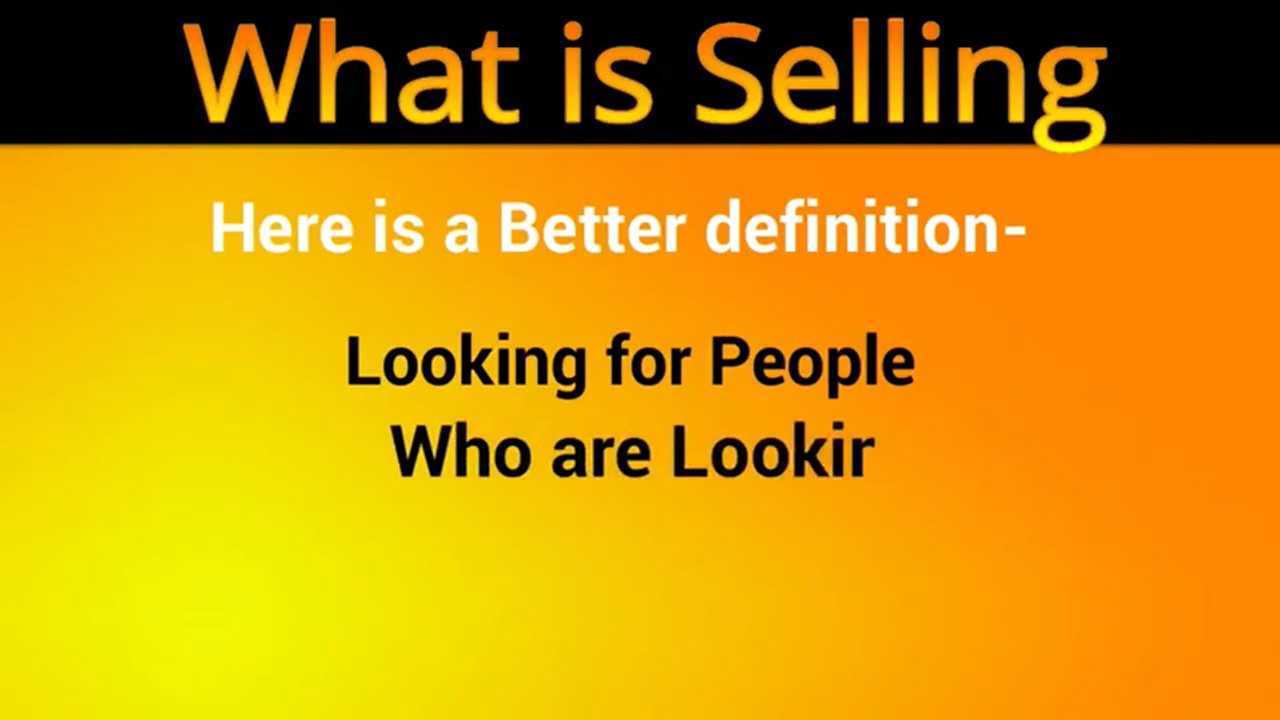 What is Selling
Here is a Better definition-
Looking for People
Who are Lookir